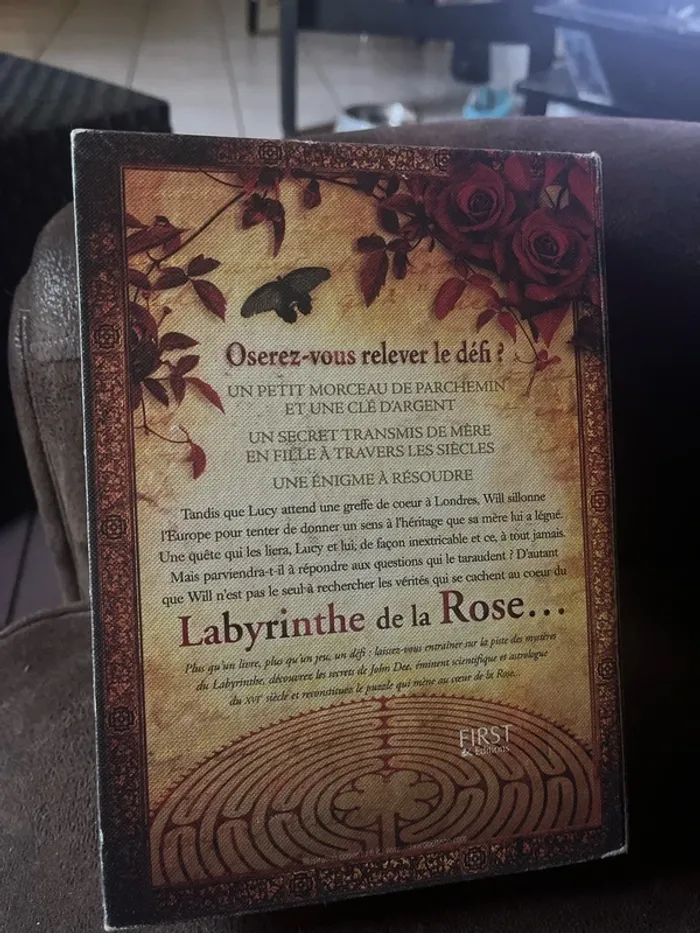 Oserez-vous relever le défi ?
UN PETIT MORCEAU DE PARCHEMIN
ET UNE CLÉ D'ARGENT
UN SECRET TRANSMIS DE MÈRE
EN FILLE À TRAVERS LES SIÈCLES
UNE ÉNIGME À RÉSOUDRE
Tandis que Lucy attend une greffe de coeur à Londres, Will sillonne
l'Europe pour tenter de donner un sens à l'héritage que sa mère lui a légué.
Une quête qui les liera, Lucy et lui, de façon inextricable et ce, à tout jamais.
Mais parviendra-t-il à répondre aux questions qui le taraudent ? D'autant
que Will n'est pas le seul à rechercher les vérités qui se cachent au coeur du
Labyrinthe de la Rose...
Plus qu'un livre, plus qu'un jeu, un défi : laissez-vous entraîner sur la piste des mystères
du Labyrinthe, découvrez les secrets de John Dee, éminent scientifique et astrologue
du XVIe siècle et reconstituez le puzzle qui mène au cœur de la Rose...
FIRST
Editions